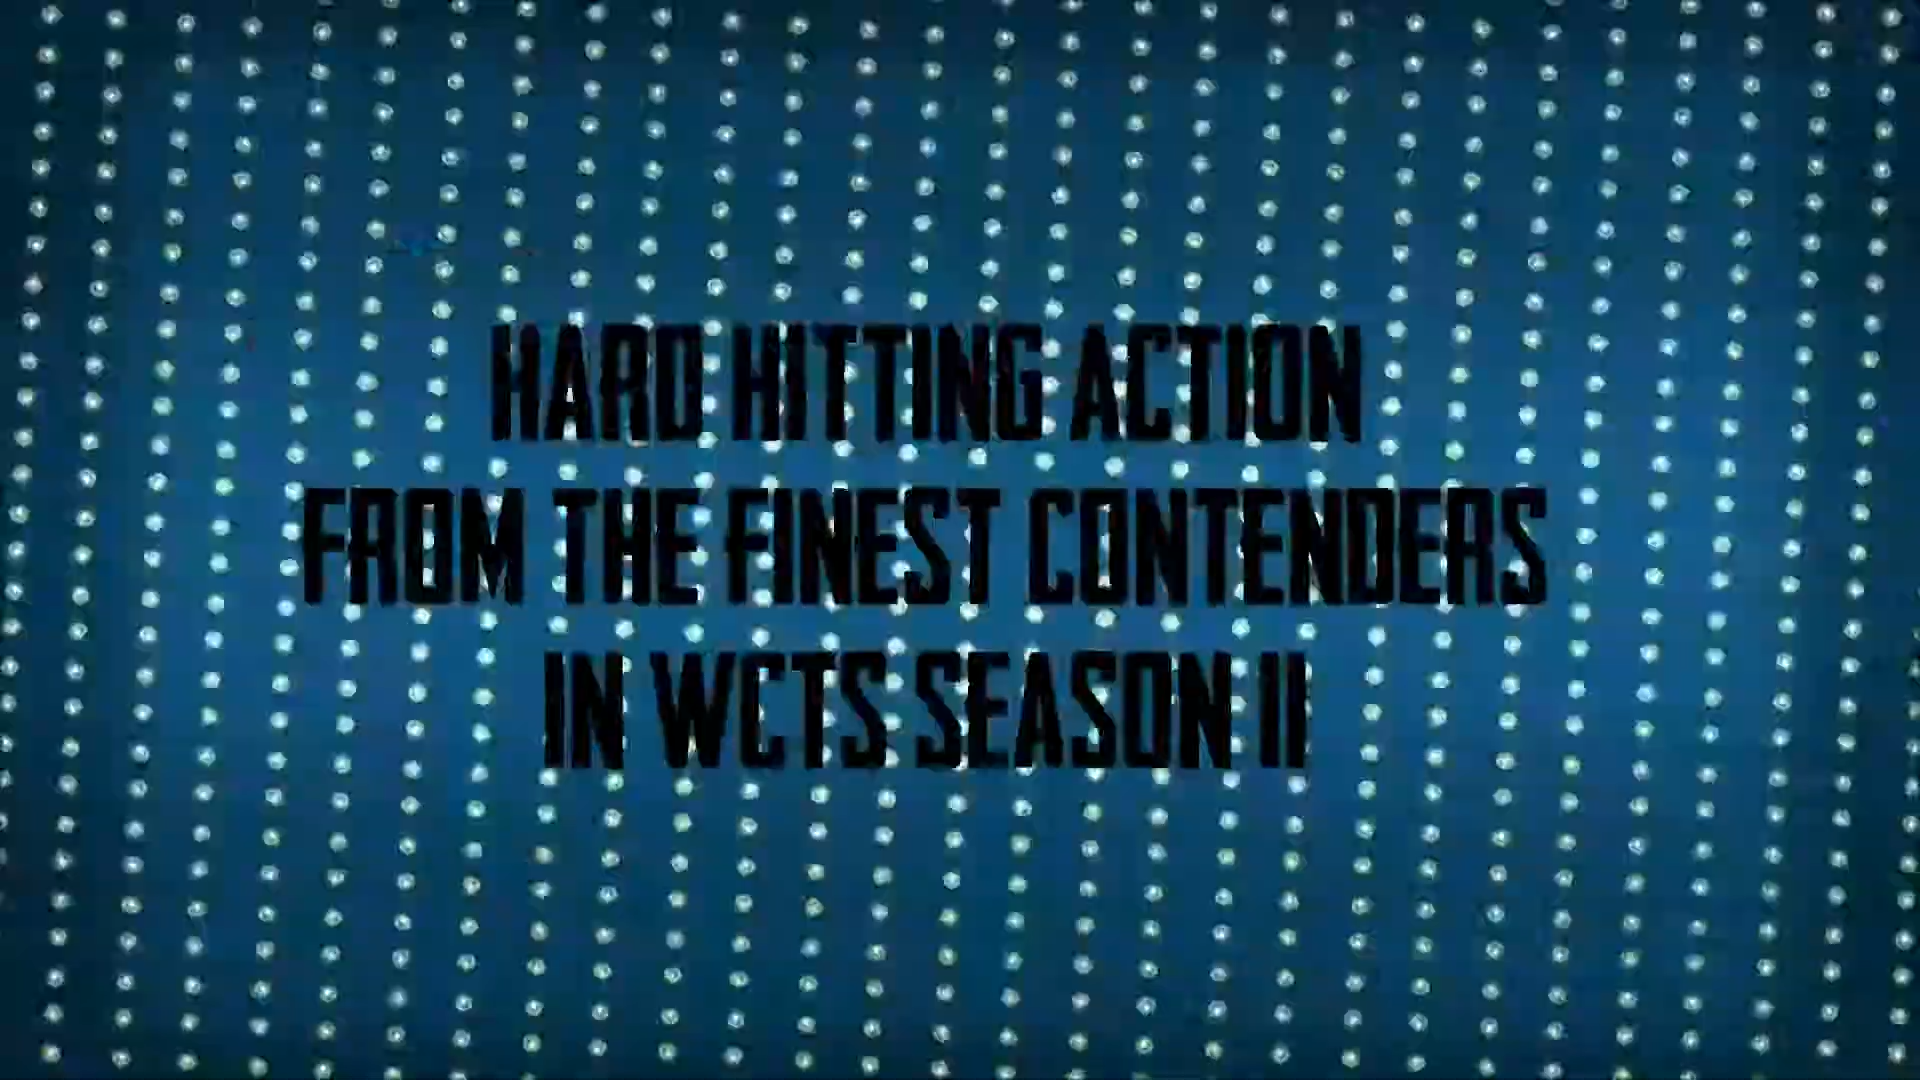 HARD HITTING ACTION
FROM THE FINEST CONTENDERS
IN WCTS SEASON II